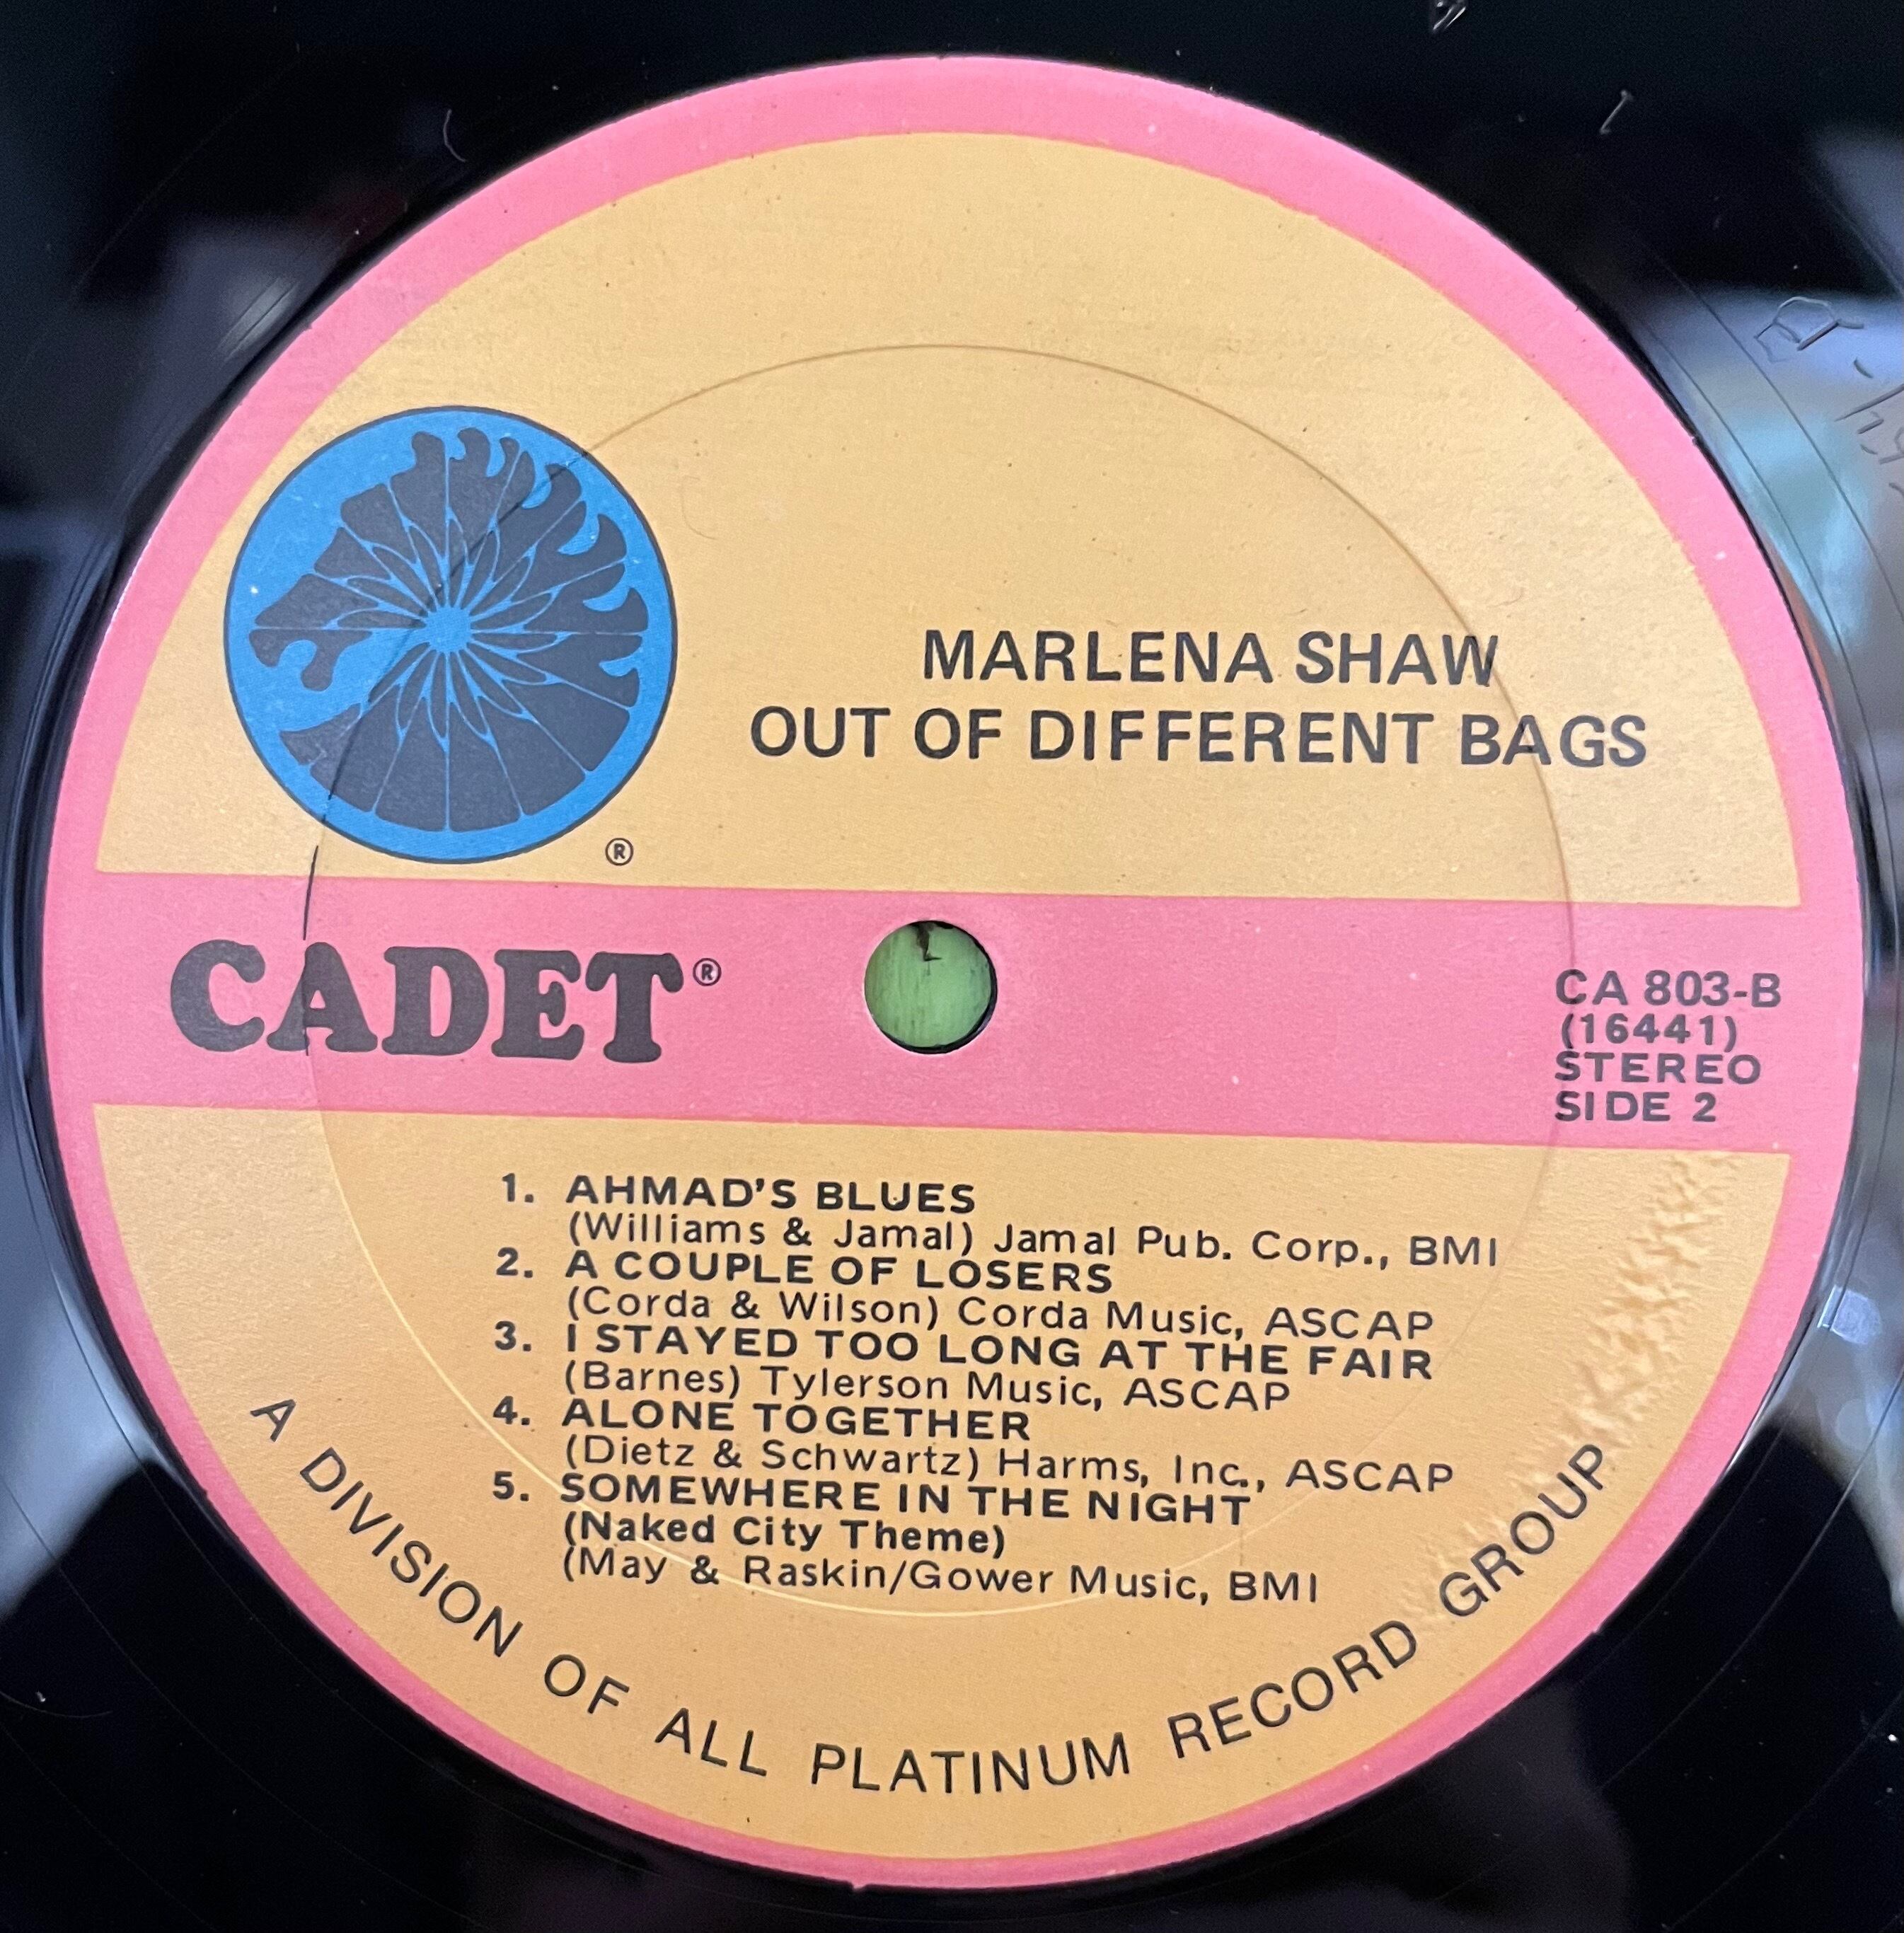 MARLENA SHAW
OUT OF DIFFERENT BAGS
®
CADET®
CA 803-B
(16441)
STEREO
SIDE 2
1. AHMAD'S BLUES
(Williams & Jamal) Jamal Pub. Corp., BMI
2. A COUPLE OF LOSERS
(Corda & Wilson) Corda Music, ASCAP
3. I STAYED TOO LONG AT THE FAIR
(Barnes) Tylerson Music, ASCAP
4. ALONE TOGETHER
(Dietz & Schwartz) Harms, Inc., ASCAP
5. SOMEWHERE IN THE NIGHT
(Naked City Theme)
(May & Raskin/Gower Music, BMI
A DIVISION OF ALL PLATINUM RECORD GROUP